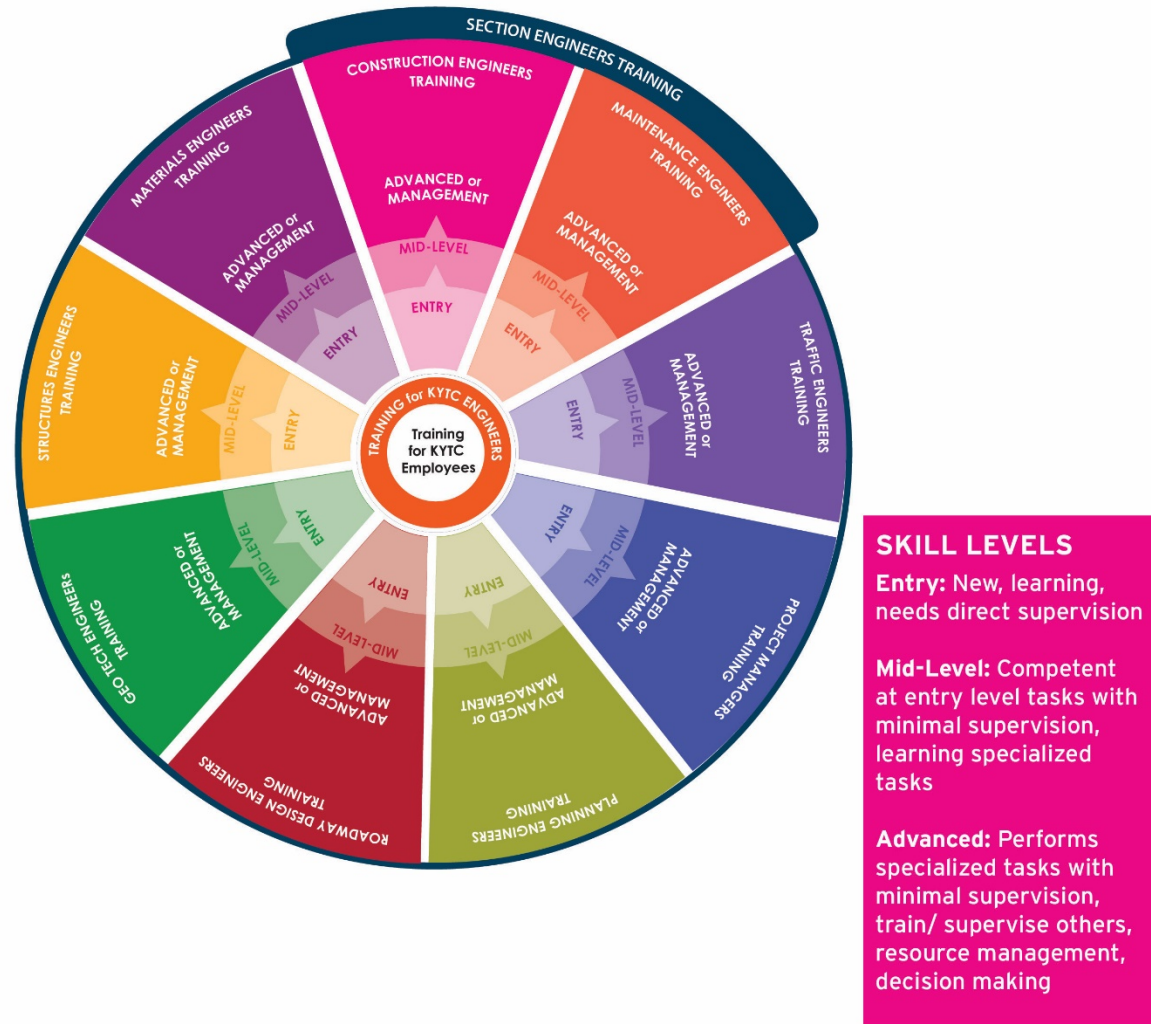 SECTION ENGINEERS TRAINING
CONSTRUCTION ENGINEERS
TRAINING
ADVANCED or
MANAGEMENT
MID-LEVEL
ENTRY
MAINTENANCE ENGINEERS
TRAINING
ADVANCED or
MANAGEMENT
MID-LEVEL
ENTRY
TRAFFIC ENGINEERS
TRAINING
ADVANCED or
MANAGEMENT
MID-LEVEL
ENTRY
PROJECT MANAGERS
TRAINING
ADVANCED or
MANAGEMENT
MID-LEVEL
ENTRY
PLANNING ENGINEERS
TRAINING
ADVANCED or
MANAGEMENT
MID-LEVEL
ENTRY
ROADWAY DESIGN ENGINEERS
TRAINING
ADVANCED or
MANAGEMENT
MID-LEVEL
ENTRY
GEO TECH ENGINEERS
TRAINING
ADVANCED or
MANAGEMENT
MID-LEVEL
ENTRY
STRUCTURES ENGINEERS
TRAINING
ADVANCED or
MANAGEMENT
MID-LEVEL
ENTRY
MATERIALS ENGINEERS
TRAINING
ADVANCED or
MANAGEMENT
MID-LEVEL
ENTRY
TRAINING for KYTC ENGINEERS
Training
for KYTC
Employees
SKILL LEVELS
Entry: New, learning,
needs direct supervision
Mid-Level: Competent
at entry level tasks with
minimal supervision,
learning specialized
tasks
Advanced: Performs
specialized tasks with
minimal supervision,
train/ supervise others,
resource management,
decision making